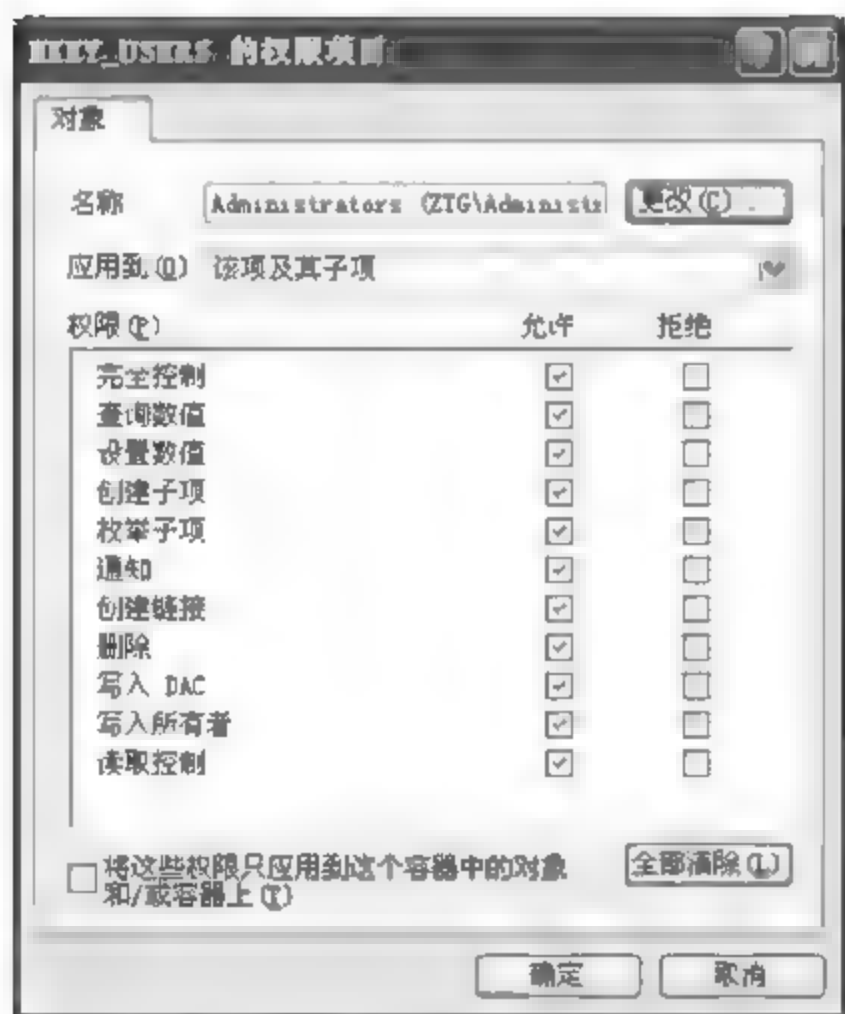 HKEY_USERS 的权限项目
对象
名称 Administrators (ZTG\Administr 更改(C)...
应用到(O) 该项及其子项
权限(P) 允许 拒绝
完全控制
查询数值
设置数值
创建子项
枚举子项
通知
创建链接
删除
写入 DAC
写入所有者
读取控制
将这些权限只应用到这个容器中的对象
和/或容器上(T)
全部清除(L)
确定 取消